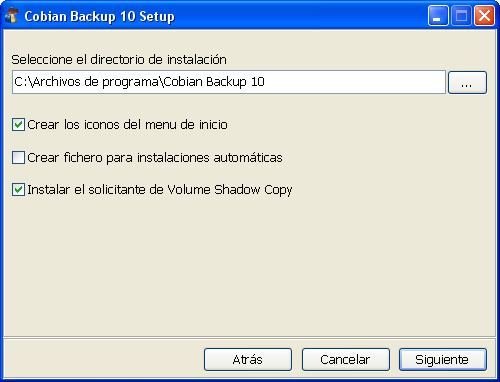 Cobian Backup 10 Setup
Seleccione el directorio de instalación
C:\Archivos de programa\Cobian Backup 10
...
Crear los iconos del menu de inicio
Crear fichero para instalaciones automáticas
Instalar el solicitante de Volume Shadow Copy
Atrás Cancelar Siguiente